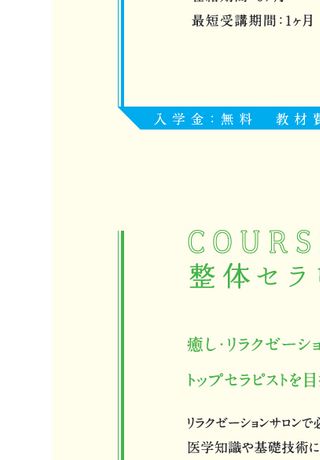 最短受講期間:1ヶ月
入学金:無料　教材
COURS
整体セラ
癒し・リラクゼーショ
トップセラピストを目
リラクゼーションサロンで
医学知識や基礎技術に